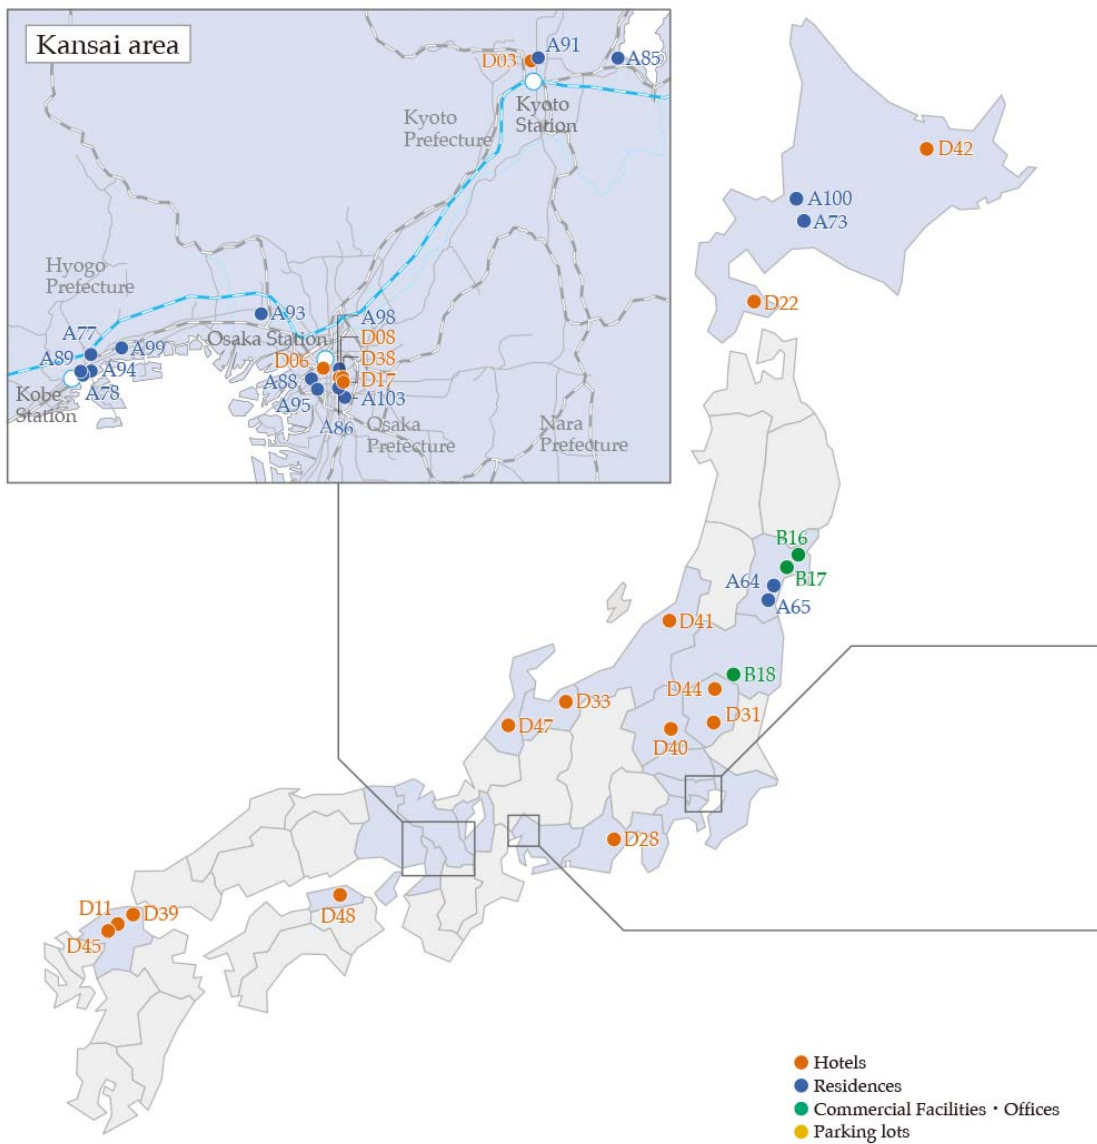 Kansai area
A91
D03
A85
Kyoto
Station
Kyoto
Prefecture
D42
A100
A73
Hyogo
Prefecture
D22
A93
A98
A77
Osaka Station
D08
A99
D06
D38
A89
A94
A88
D17
A78
Kobe
Station
A95
A103
A86
Osaka
Prefecture
Nara
Prefecture
B16
B17
A64
A65
D41
B18
D44
D33
D31
D47
D40
D28
D11
D39
D48
D45
Hotels
Residences
Commercial Facilities・Offices
Parking lots